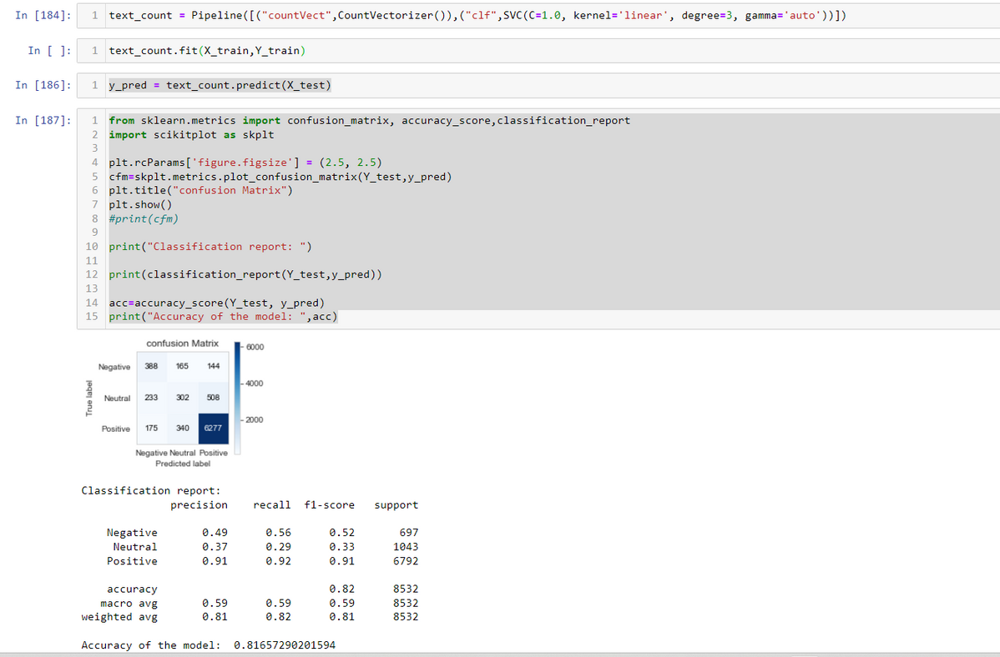 In [184]: 1 text_count = Pipeline([("countVect",CountVectorizer()),("clf",SVC(C=1.0, kernel='linear', degree=3, gamma='auto'))])
In [ ]: 1 text_count.fit(X_train,Y_train)
In [186]: 1 y_pred = text_count.predict(X_test)
In [187]: 1 from sklearn.metrics import confusion_matrix, accuracy_score,classification_report
2 import scikitplot as skplt
3
4 plt.rcParams['figure.figsize'] = (2.5, 2.5)
5 cfm=skplt.metrics.plot_confusion_matrix(Y_test,y_pred)
6 plt.title("confusion Matrix")
7 plt.show()
8 #print(cfm)
9
10 print("Classification report: ")
11
12 print(classification_report(Y_test,y_pred))
13
14 acc=accuracy_score(Y_test, y_pred)
15 print("Accuracy of the model: ",acc)
confusion Matrix
6000
Negative 388 165 144
4000
True label
Neutral 233 302 508
2000
Positive 175 340 6277
Negative Neutral Positive
Predicted label
Classification report:
precision recall f1-score support
Negative 0.49 0.56 0.52 697
Neutral 0.37 0.29 0.33 1043
Positive 0.91 0.92 0.91 6792
accuracy 0.82 8532
macro avg 0.59 0.59 0.59 8532
weighted avg 0.81 0.82 0.81 8532
Accuracy of the model: 0.81657290201594